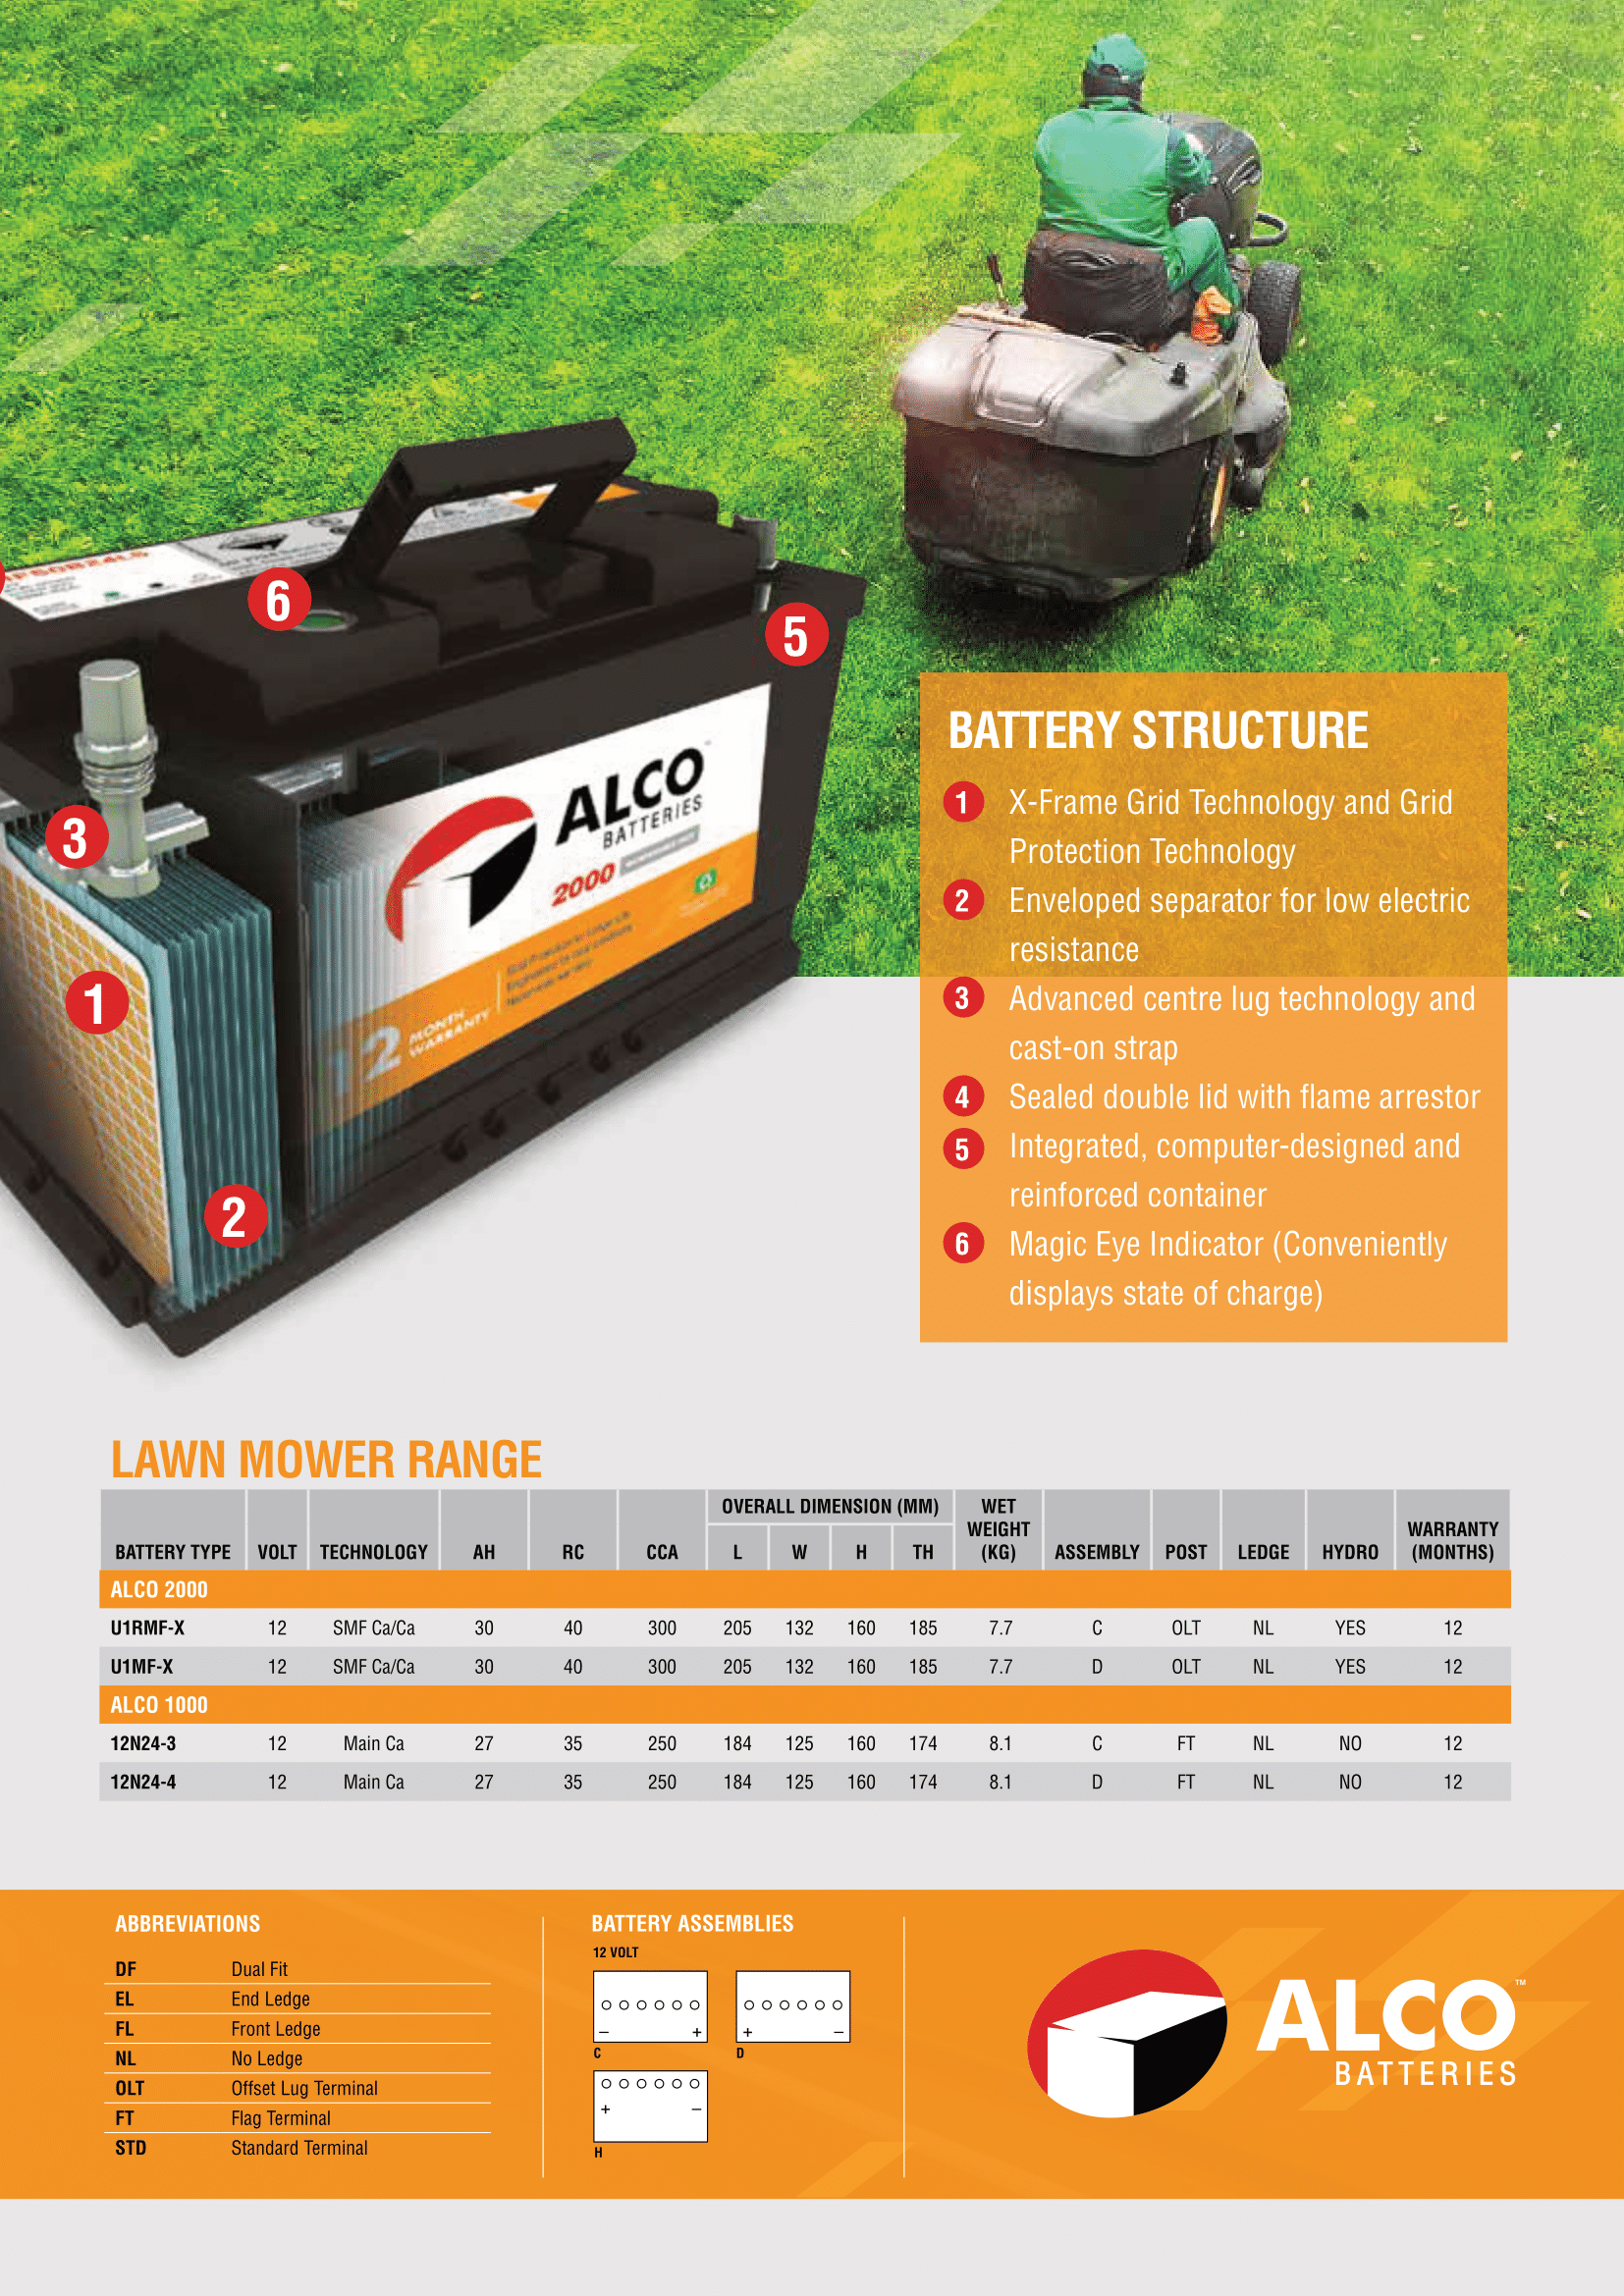 6
5
3
1
2
ALCO
BATTERIES
2000
12 MONTH
WARRANTY
BATTERY STRUCTURE
1 X-Frame Grid Technology and Grid
Protection Technology
2 Enveloped separator for low electric
resistance
3 Advanced centre lug technology and
cast-on strap
4 Sealed double lid with flame arrestor
5 Integrated, computer-designed and
reinforced container
6 Magic Eye Indicator (Conveniently
displays state of charge)
LAWN MOWER RANGE
OVERALL DIMENSION (MM)
BATTERY TYPE VOLT TECHNOLOGY AH RC CCA L W H TH WET WEIGHT (KG) ASSEMBLY POST LEDGE HYDRO WARRANTY (MONTHS)
ALCO 2000
U1RMF-X 12 SMF Ca/Ca 30 40 300 205 132 160 185 7.7 C OLT NL YES 12
U1MF-X 12 SMF Ca/Ca 30 40 300 205 132 160 185 7.7 D OLT NL YES 12
ALCO 1000
12N24-3 12 Main Ca 27 35 250 184 125 160 174 8.1 C FT NL NO 12
12N24-4 12 Main Ca 27 35 250 184 125 160 174 8.1 D FT NL NO 12
ABBREVIATIONS
DF Dual Fit
EL End Ledge
FL Front Ledge
NL No Ledge
OLT Offset Lug Terminal
FT Flag Terminal
STD Standard Terminal
BATTERY ASSEMBLIES
12 VOLT
– +
C
+ –
D
+ –
H
ALCO™
BATTERIES